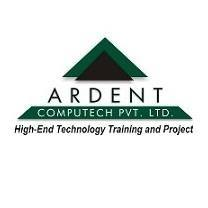 ARDENT
COMPUTECH PVT. LTD.
High-End Technology Training and Project